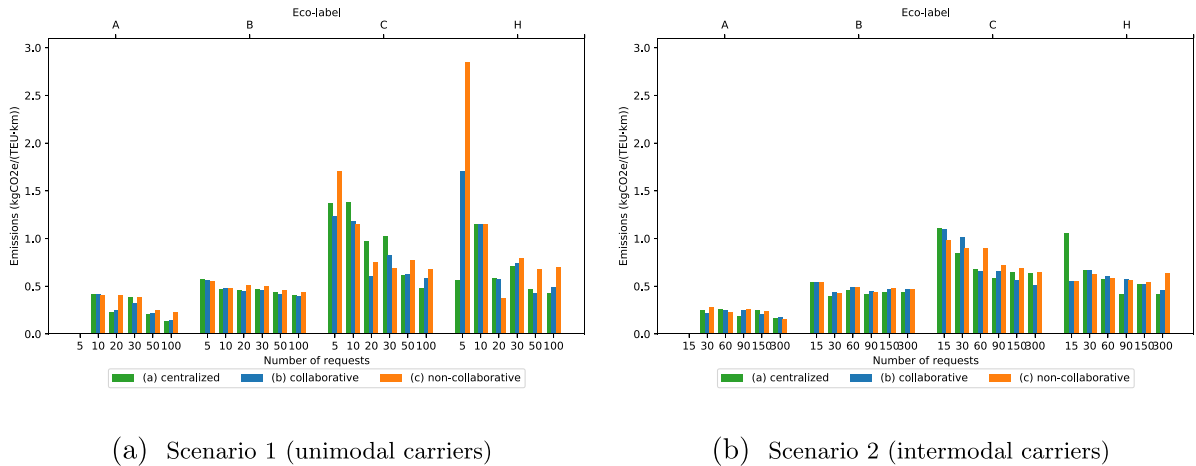 Eco-label
A B C H
3.0
2.5
2.0
1.5
1.0
0.5
0.0
Emissions (kgCO2e/(TEU·km))
5 10 20 30 50 100 5 10 20 30 50 100 5 10 20 30 50 100 5 10 20 30 50 100
Number of requests
(a) centralized (b) collaborative (c) non-collaborative
(a) Scenario 1 (unimodal carriers)
Eco-label
A B C H
3.0
2.5
2.0
1.5
1.0
0.5
0.0
Emissions (kgCO2e/(TEU·km))
15 30 60 90 150 300 15 30 60 90 150 300 15 30 60 90 150 300 15 30 60 90 150 300
Number of requests
(a) centralized (b) collaborative (c) non-collaborative
(b) Scenario 2 (intermodal carriers)